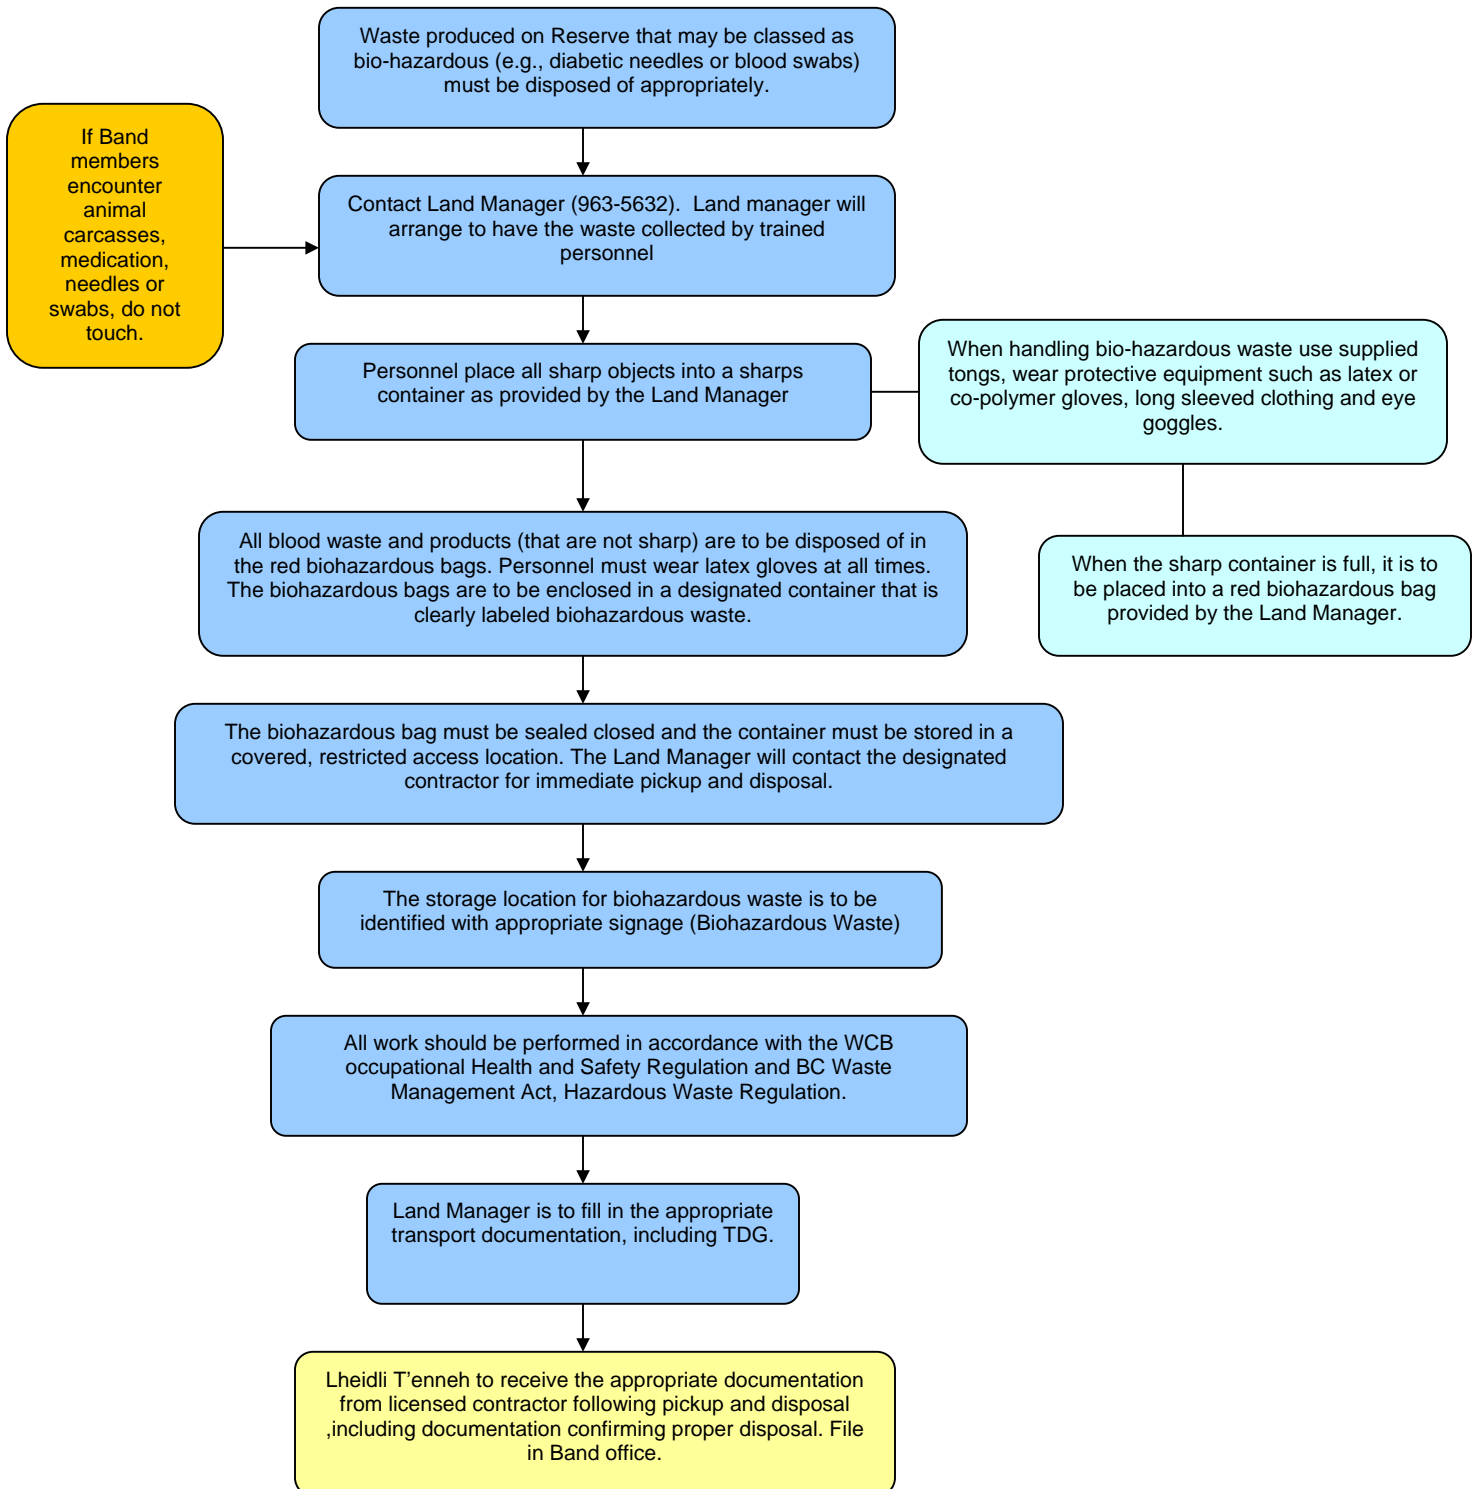 Waste produced on Reserve that may be classed as
bio-hazardous (e.g., diabetic needles or blood swabs)
must be disposed of appropriately.
If Band
members
encounter
animal
carcasses,
medication,
needles or
swabs, do not
touch.
Contact Land Manager (963-5632).  Land manager will
arrange to have the waste collected by trained
personnel
Personnel place all sharp objects into a sharps
container as provided by the Land Manager
When handling bio-hazardous waste use supplied
tongs, wear protective equipment such as latex or
co-polymer gloves, long sleeved clothing and eye
goggles.
All blood waste and products (that are not sharp) are to be disposed of in
the red biohazardous bags. Personnel must wear latex gloves at all times.
The biohazardous bags are to be enclosed in a designated container that is
clearly labeled biohazardous waste.
When the sharp container is full, it is to
be placed into a red biohazardous bag
provided by the Land Manager.
The biohazardous bag must be sealed closed and the container must be stored in a
covered, restricted access location. The Land Manager will contact the designated
contractor for immediate pickup and disposal.
The storage location for biohazardous waste is to be
identified with appropriate signage (Biohazardous Waste)
All work should be performed in accordance with the WCB
occupational Health and Safety Regulation and BC Waste
Management Act, Hazardous Waste Regulation.
Land Manager is to fill in the appropriate
transport documentation, including TDG.
Lheidli T’enneh to receive the appropriate documentation
from licensed contractor following pickup and disposal
,including documentation confirming proper disposal. File
in Band office.